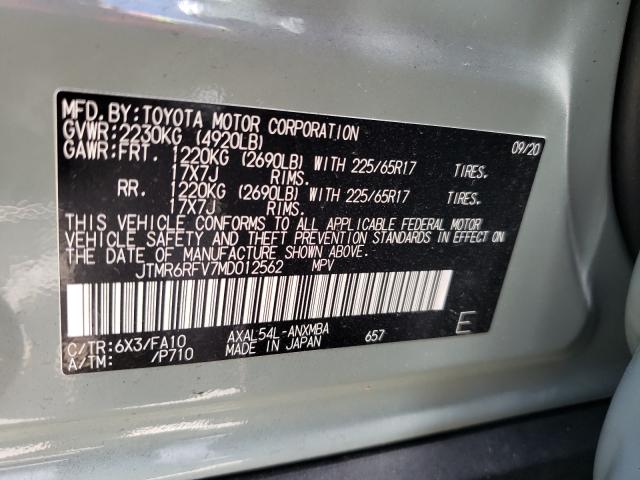 MFD. BY: TOYOTA MOTOR CORPORATION 09/20
GVWR: 2230KG (4920LB)
GAWR: FRT. 1220KG (2690LB) WITH 225/65R17 TIRES.
17X7J RIMS.
RR. 1220KG (2690LB) WITH 225/65R17 TIRES.
17X7J RIMS.
THIS VEHICLE CONFORMS TO ALL APPLICABLE FEDERAL MOTOR
VEHICLE SAFETY AND THEFT PREVENTION STANDARDS IN EFFECT ON
THE DATE OF MANUFACTURE SHOWN ABOVE.
JTMR6RFV7MD012562 MPV
C/TR: 6X3/FA10 AXAL54L-ANXMBA 657 E
A/TM: /P710 MADE IN JAPAN